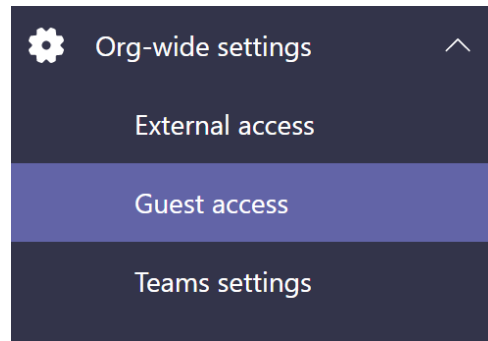 Org-wide settings
External access
Guest access
Teams settings